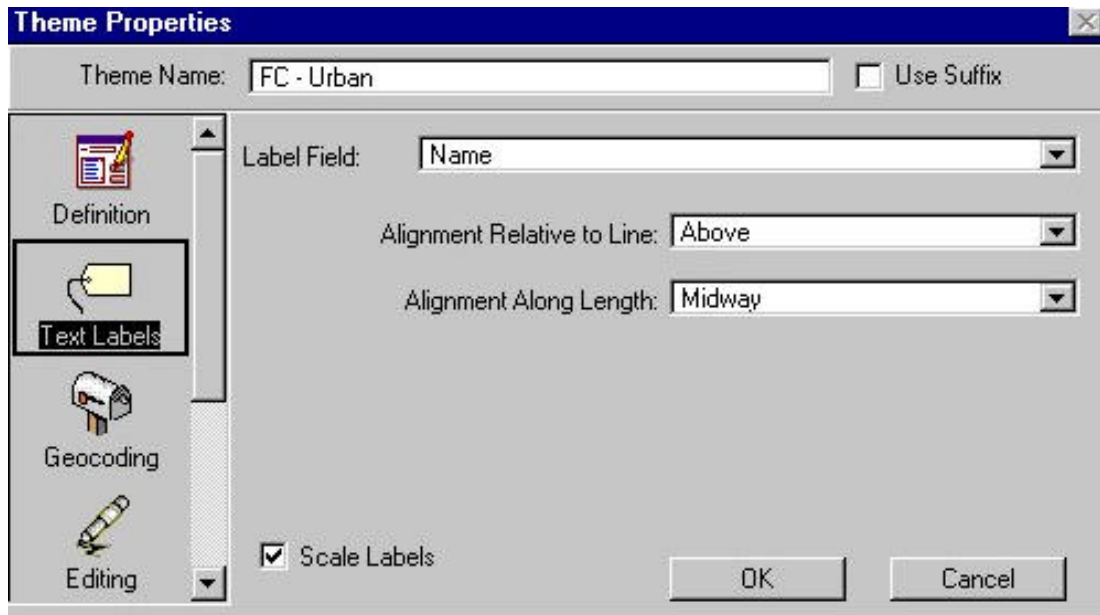 Theme Properties
Theme Name: FC - Urban Use Suffix
Definition
Text Labels
Geocoding
Editing
Label Field: Name
Alignment Relative to Line: Above
Alignment Along Length: Midway
Scale Labels
OK Cancel